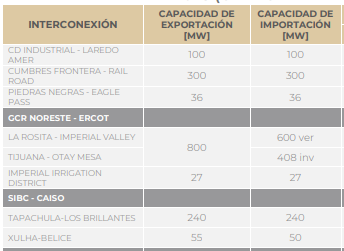 INTERCONEXIÓN
CAPACIDAD DE
EXPORTACIÓN
[MW]
CAPACIDAD DE
IMPORTACIÓN
[MW]
CD INDUSTRIAL - LAREDO
AMER
100
100
CUMBRES FRONTERA - RAIL
ROAD
300
300
PIEDRAS NEGRAS - EAGLE
PASS
36
36
GCR NORESTE - ERCOT
LA ROSITA - IMPERIAL VALLEY
800
600 ver
TIJUANA - OTAY MESA
408 inv
IMPERIAL IRRIGATION
DISTRICT
27
27
SIBC - CAISO
TAPACHULA-LOS BRILLANTES
240
240
XULHA-BELICE
55
50